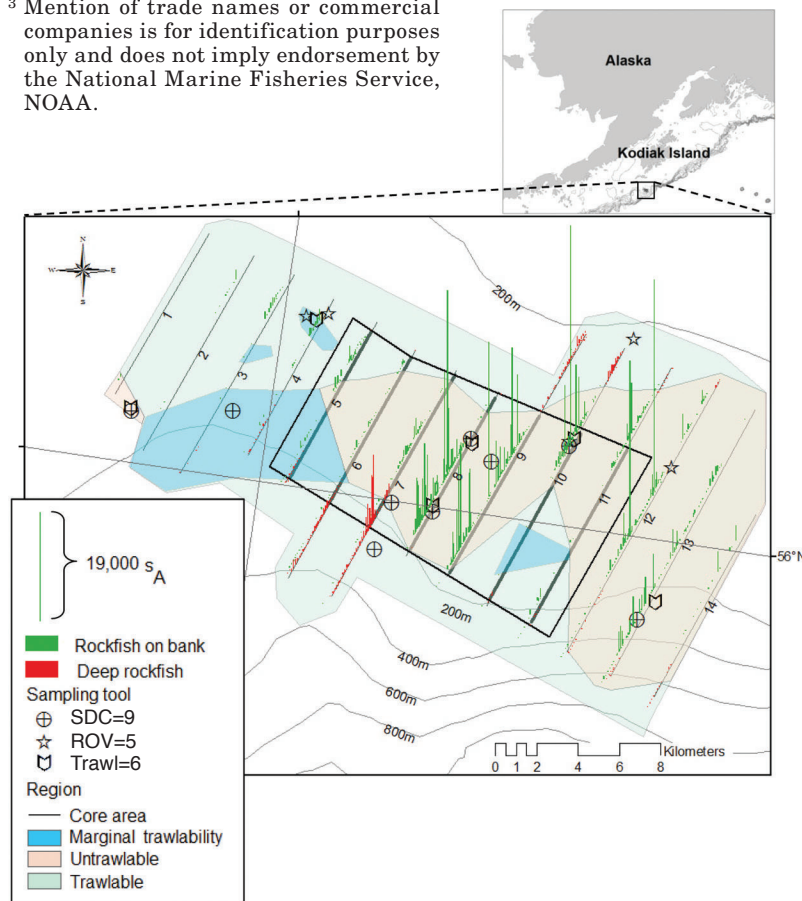 3 Mention of trade names or commercial
companies is for identification purposes
only and does not imply endorsement by
the National Marine Fisheries Service,
NOAA.
Alaska
Kodiak Island
N
W
E
S
200m
1
2
3
4
5
6
7
8
9
10
11
12
13
14
56°N
200m
400m
600m
800m
Kilometers
0 1 2 4 6 8
19,000 sA
Rockfish on bank
Deep rockfish
Sampling tool
SDC=9
ROV=5
Trawl=6
Region
Core area
Marginal trawlability
Untrawlable
Trawlable